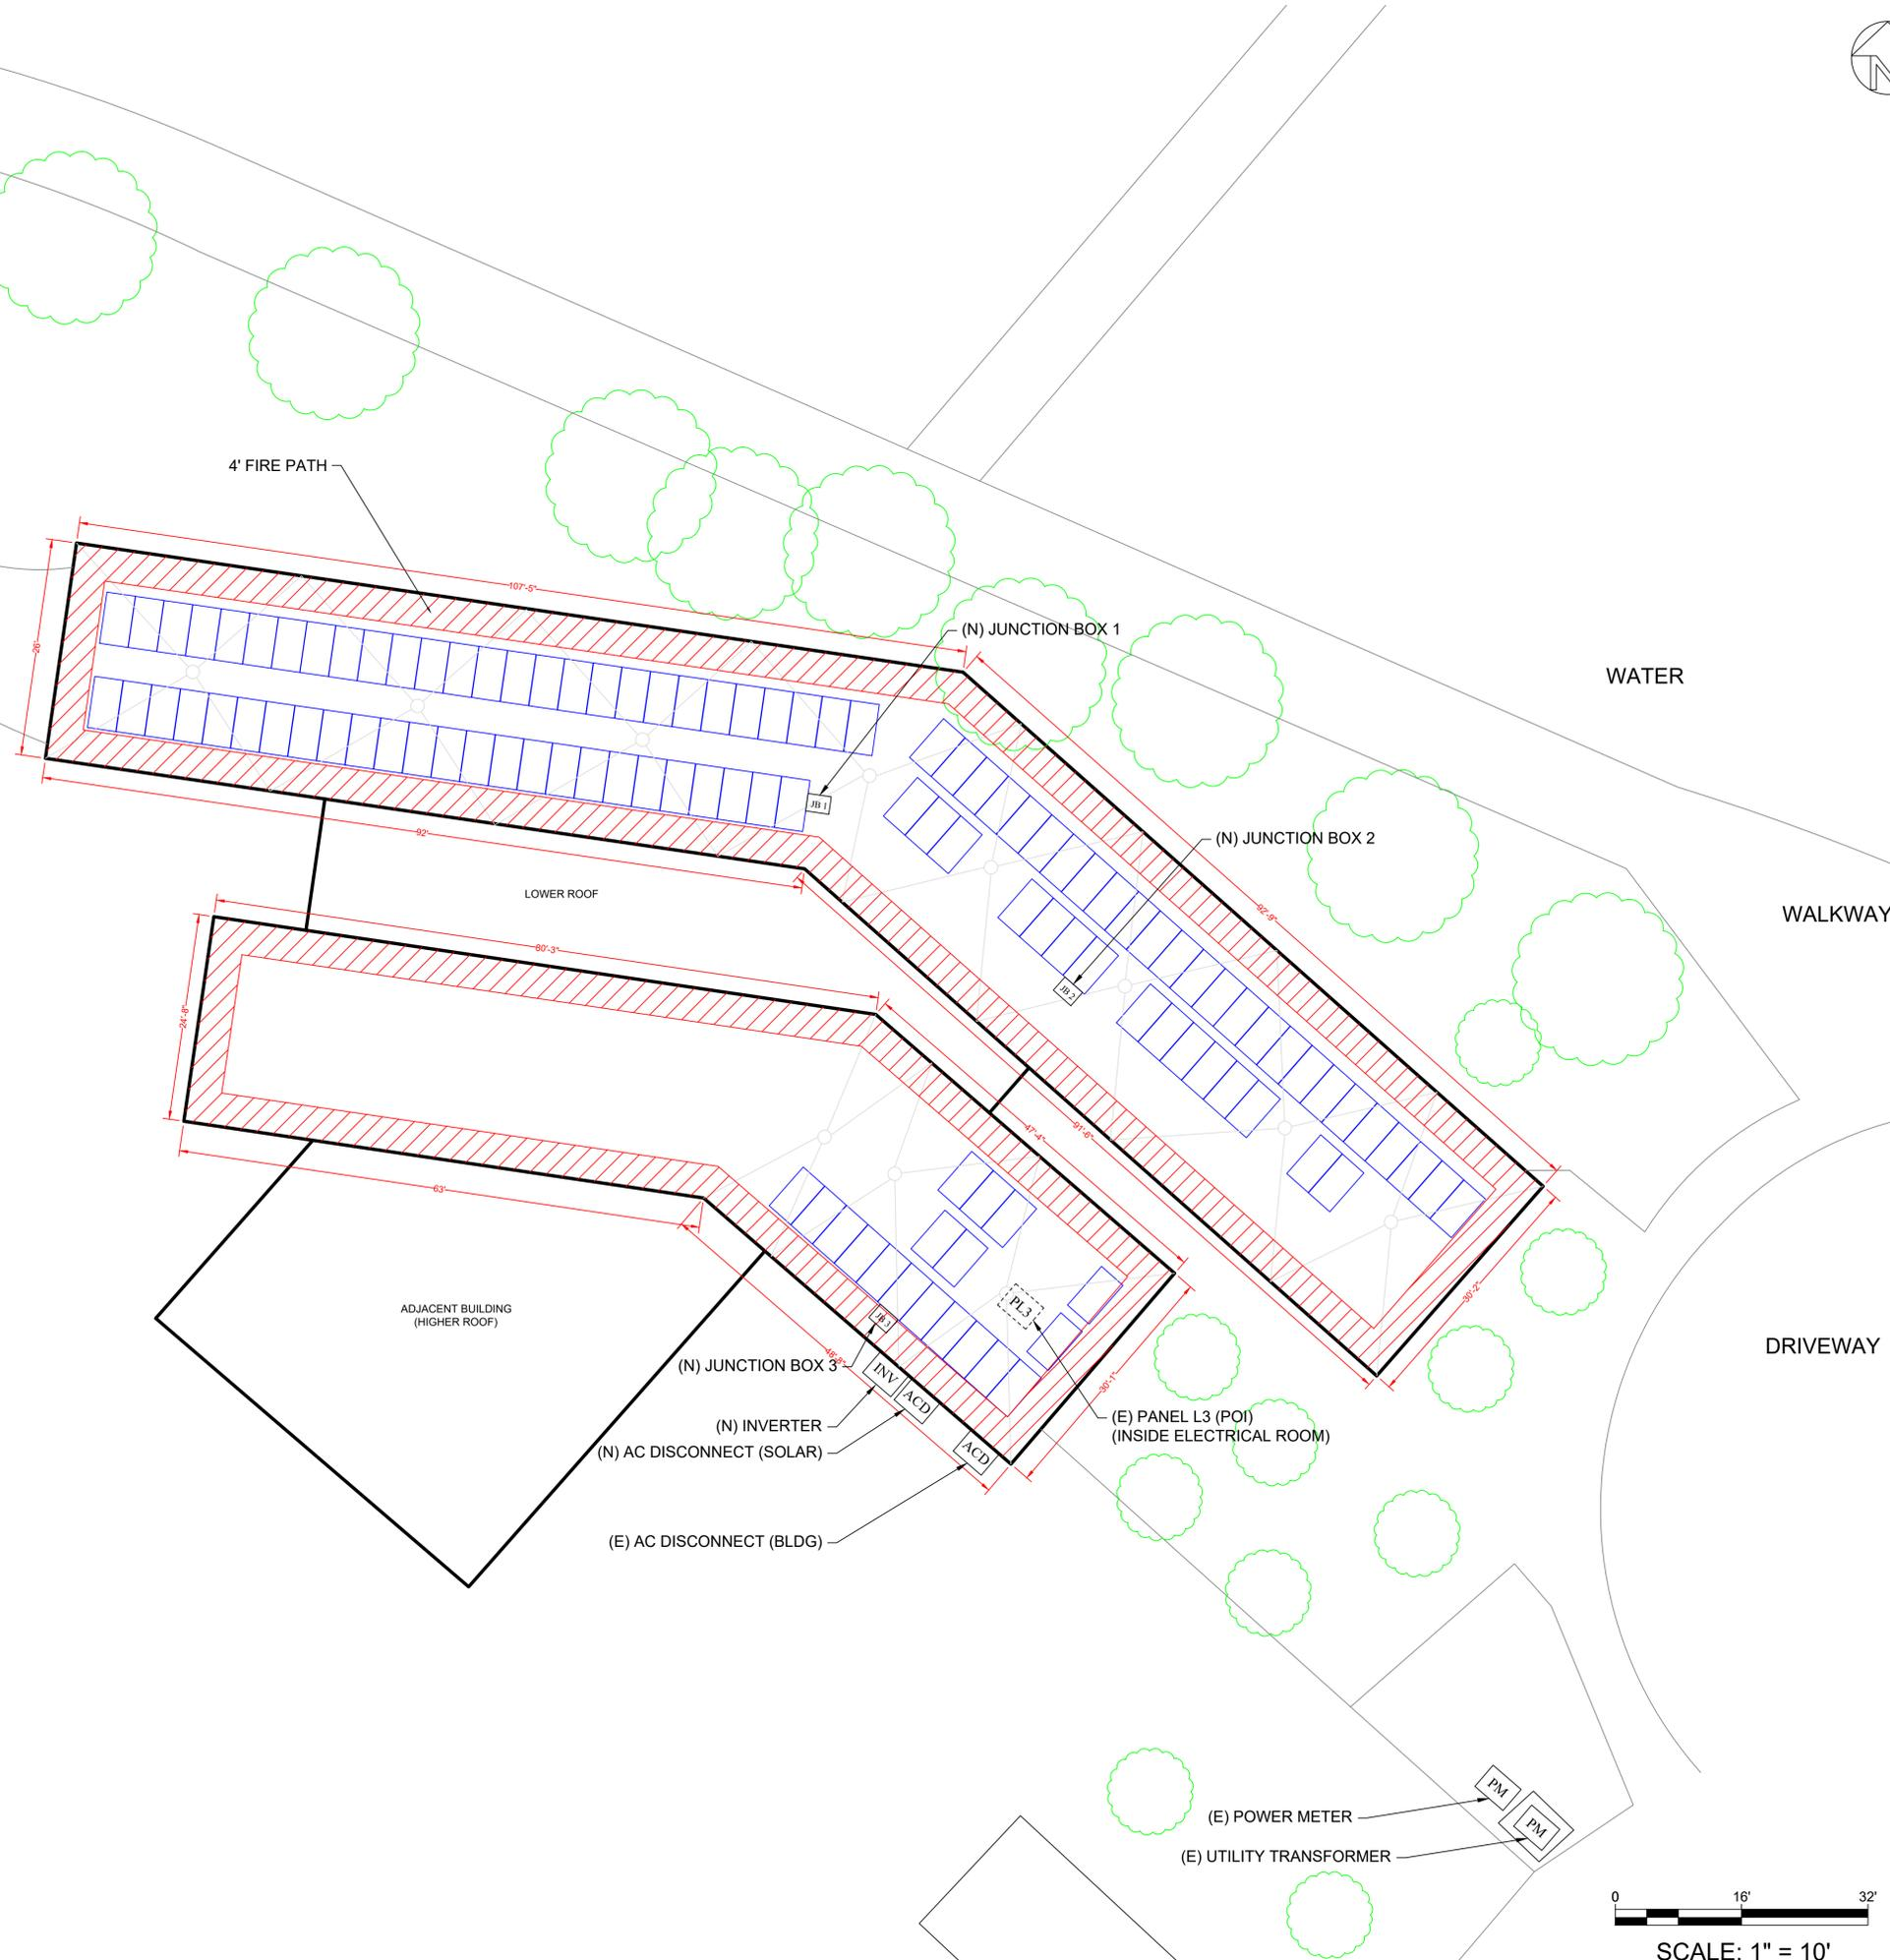 N
4' FIRE PATH
107'-5"
26'
(N) JUNCTION BOX 1
WATER
JB 1
92'
(N) JUNCTION BOX 2
LOWER ROOF
92'-9"
WALKWAY
80'-3"
JB 2
24'-8"
47'-4"
91'-6"
63'
30'-2"
ADJACENT BUILDING
(HIGHER ROOF)
PL3
JB 3
DRIVEWAY
48'-8"
(N) JUNCTION BOX 3
INV
30'-1"
ACD
(N) INVERTER
(E) PANEL L3 (POI)
(INSIDE ELECTRICAL ROOM)
(N) AC DISCONNECT (SOLAR)
ACD
(E) AC DISCONNECT (BLDG)
PM
(E) POWER METER
PM
(E) UTILITY TRANSFORMER
0 16' 32'
SCALE: 1" = 10'